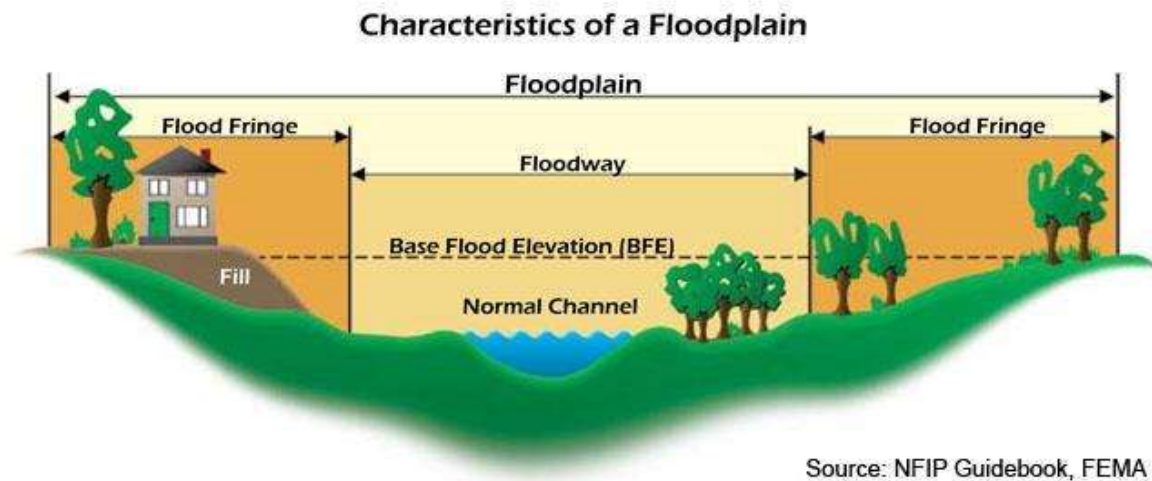 Characteristics of a Floodplain
Floodplain
Flood Fringe
Flood Fringe
Floodway
Base Flood Elevation (BFE)
Fill
Normal Channel
Source: NFIP Guidebook, FEMA